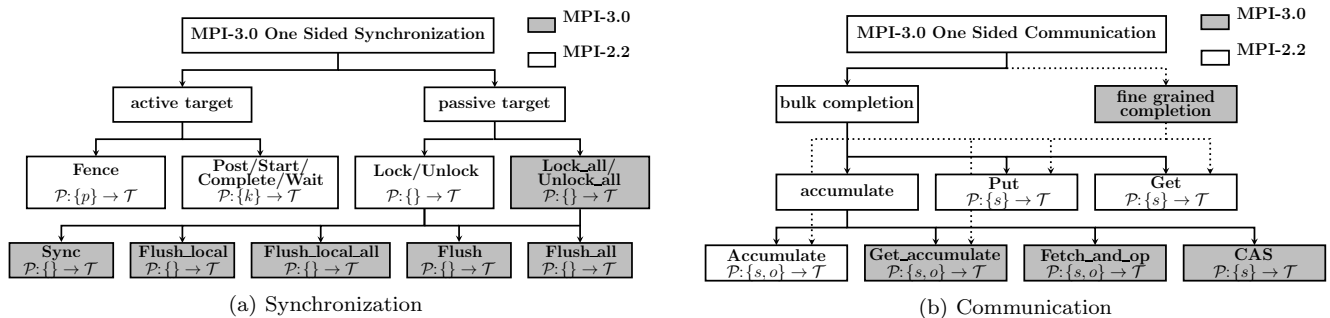 MPI-3.0 One Sided Synchronization
MPI-3.0
MPI-2.2
active target
passive target
Fence
𝒫:{p} → 𝒯
Post/Start/
Complete/Wait
𝒫:{k} → 𝒯
Lock/Unlock
𝒫:{} → 𝒯
Lock_all/
Unlock_all
𝒫:{} → 𝒯
Sync
𝒫:{} → 𝒯
Flush_local
𝒫:{} → 𝒯
Flush_local_all
𝒫:{} → 𝒯
Flush
𝒫:{} → 𝒯
Flush_all
𝒫:{} → 𝒯
(a) Synchronization
MPI-3.0 One Sided Communication
MPI-3.0
MPI-2.2
bulk completion
fine grained
completion
accumulate
Put
𝒫:{s} → 𝒯
Get
𝒫:{s} → 𝒯
Accumulate
𝒫:{s, o} → 𝒯
Get_accumulate
𝒫:{s, o} → 𝒯
Fetch_and_op
𝒫:{s, o} → 𝒯
CAS
𝒫:{s} → 𝒯
(b) Communication